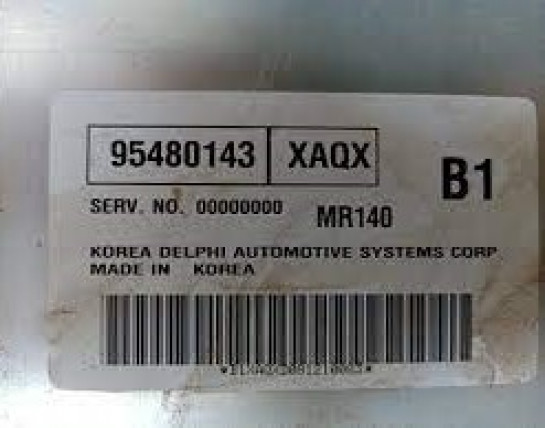 95480143 XAQX
B1
SERV. NO. 00000000 MR140
KOREA DELPHI AUTOMOTIVE SYSTEMS CORP
MADE IN KOREA